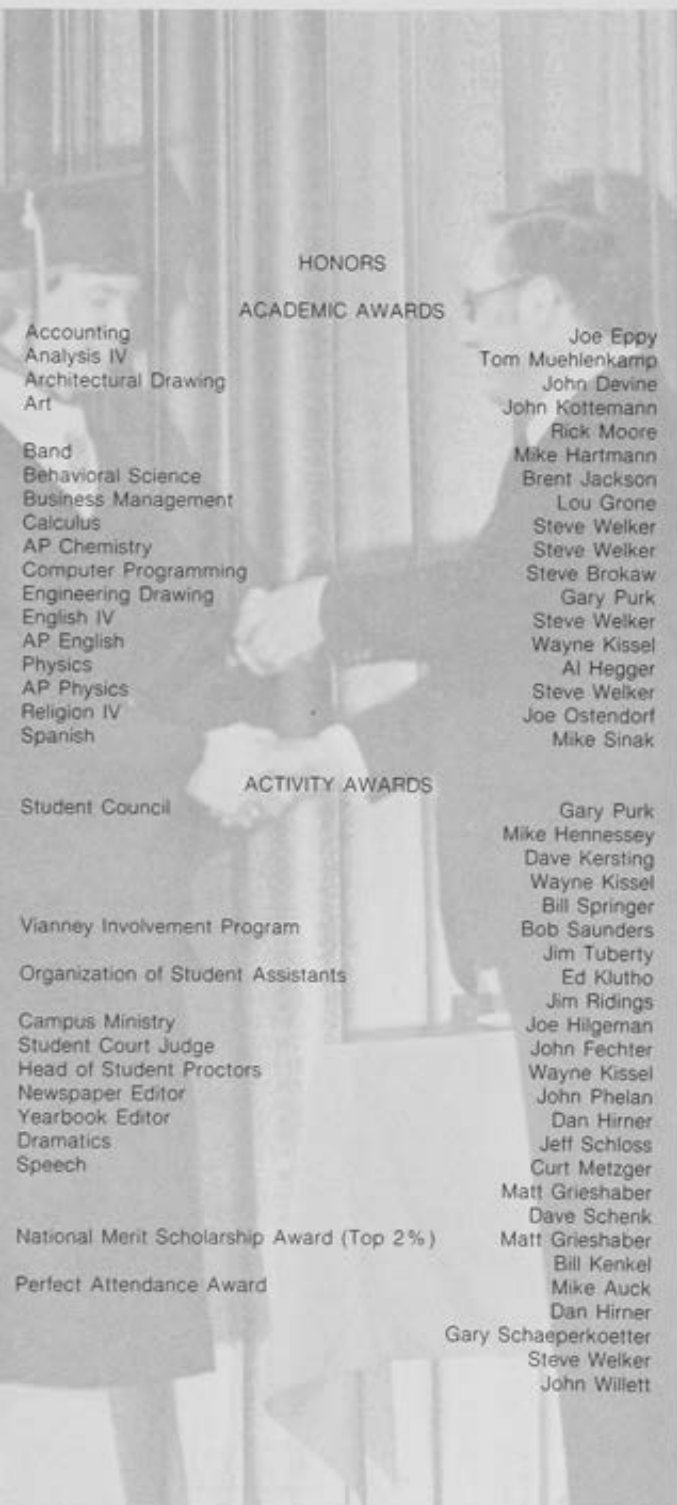 HONORS
ACADEMIC AWARDS
Accounting Joe Eppy
Analysis IV Tom Muehlenkamp
Architectural Drawing John Devine
Art John Kottemann
Rick Moore
Band Mike Hartmann
Behavioral Science Brent Jackson
Business Management Lou Grone
Calculus Steve Welker
AP Chemistry Steve Welker
Computer Programming Steve Brokaw
Engineering Drawing Gary Purk
English IV Steve Welker
AP English Wayne Kissel
Physics Al Hegger
AP Physics Steve Welker
Religion IV Joe Ostendorf
Spanish Mike Sinak
ACTIVITY AWARDS
Student Council Gary Purk
Mike Hennessey
Dave Kersting
Wayne Kissel
Bill Springer
Vianney Involvement Program Bob Saunders
Jim Tuberty
Organization of Student Assistants Ed Klutho
Jim Ridings
Campus Ministry Joe Hilgeman
Student Court Judge John Fechter
Head of Student Proctors Wayne Kissel
Newspaper Editor John Phelan
Yearbook Editor Dan Hirner
Dramatics Jeff Schloss
Speech Curt Metzger
Matt Grieshaber
Dave Schenk
National Merit Scholarship Award (Top 2%) Matt Grieshaber
Bill Kenkel
Perfect Attendance Award Mike Auck
Dan Hirner
Gary Schaeperkoetter
Steve Welker
John Willett